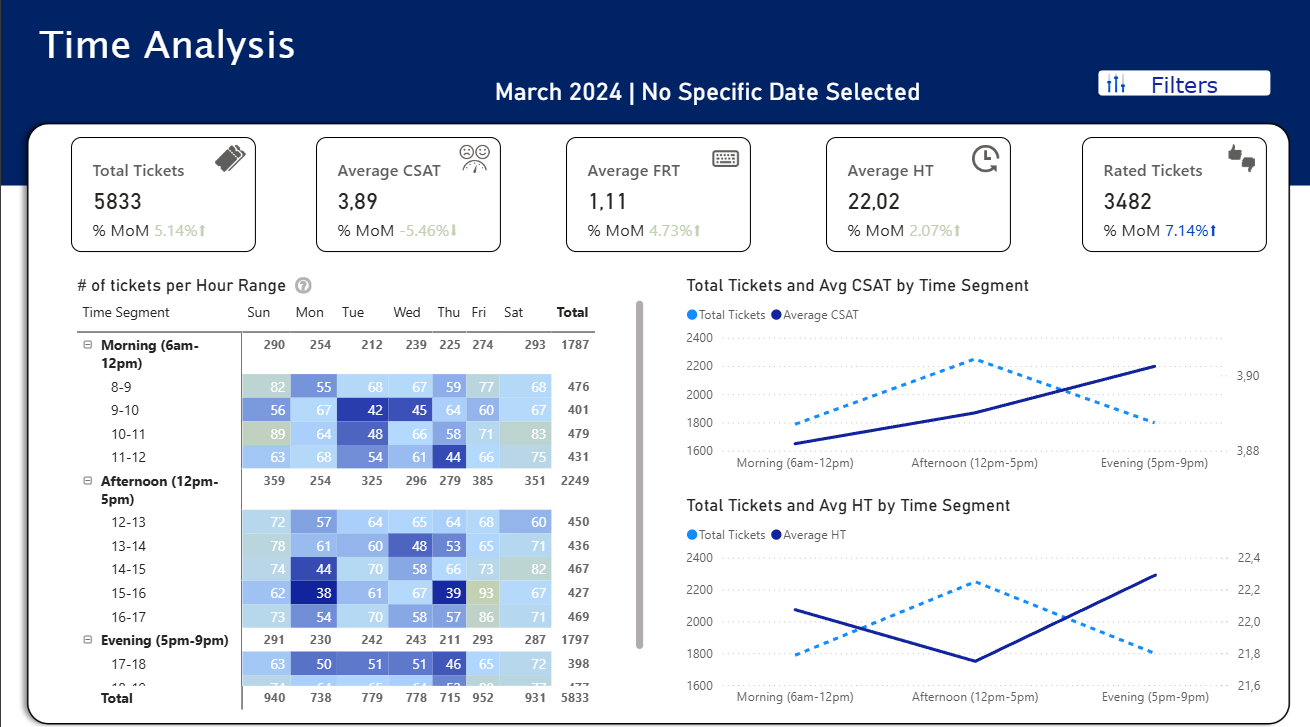 Time Analysis
March 2024 | No Specific Date Selected
Filters
Total Tickets
5833
% MoM 5.14%⬆
Average CSAT
3,89
% MoM -5.46%⬇
Average FRT
1,11
% MoM 4.73%⬆
Average HT
22,02
% MoM 2.07%⬆
Rated Tickets
3482
% MoM 7.14%⬆
# of tickets per Hour Range ?
Time Segment Sun Mon Tue Wed Thu Fri Sat Total
Morning (6am-
12pm) 290 254 212 239 225 274 293 1787
8-9 82 55 68 67 59 77 68 476
9-10 56 67 42 45 64 60 67 401
10-11 89 64 48 66 58 71 83 479
11-12 63 68 54 61 44 66 75 431
Afternoon (12pm-
5pm) 359 254 325 296 279 385 351 2249
12-13 72 57 64 65 64 68 60 450
13-14 78 61 60 48 53 65 71 436
14-15 74 44 70 58 66 73 82 467
15-16 62 38 61 67 39 93 67 427
16-17 73 54 70 58 57 86 71 469
Evening (5pm-9pm) 291 230 242 243 211 293 287 1797
17-18 63 50 51 51 46 65 72 398
Total 940 738 779 778 715 952 931 5833
Total Tickets and Avg CSAT by Time Segment
Total Tickets Average CSAT
2400
2200
2000
1800
1600
3,90
3,88
Morning (6am-12pm) Afternoon (12pm-5pm) Evening (5pm-9pm)
Total Tickets and Avg HT by Time Segment
Total Tickets Average HT
2400
2200
2000
1800
1600
22,4
22,2
22,0
21,8
21,6
Morning (6am-12pm) Afternoon (12pm-5pm) Evening (5pm-9pm)